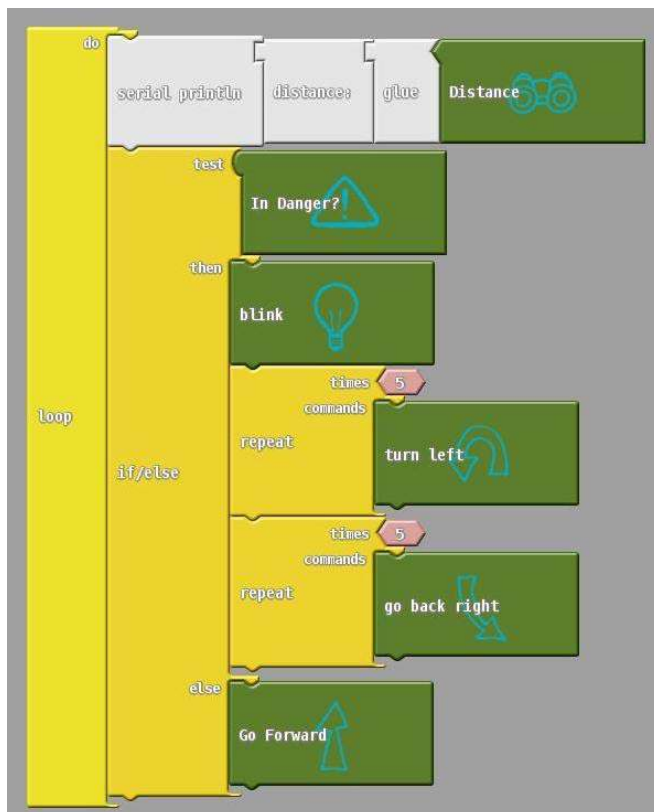 do
serial println distance: glue Distance
test
In Danger?
then
blink
times 5
commands
loop
if/else
repeat
turn left
times 5
commands
repeat
go back right
else
Go Forward